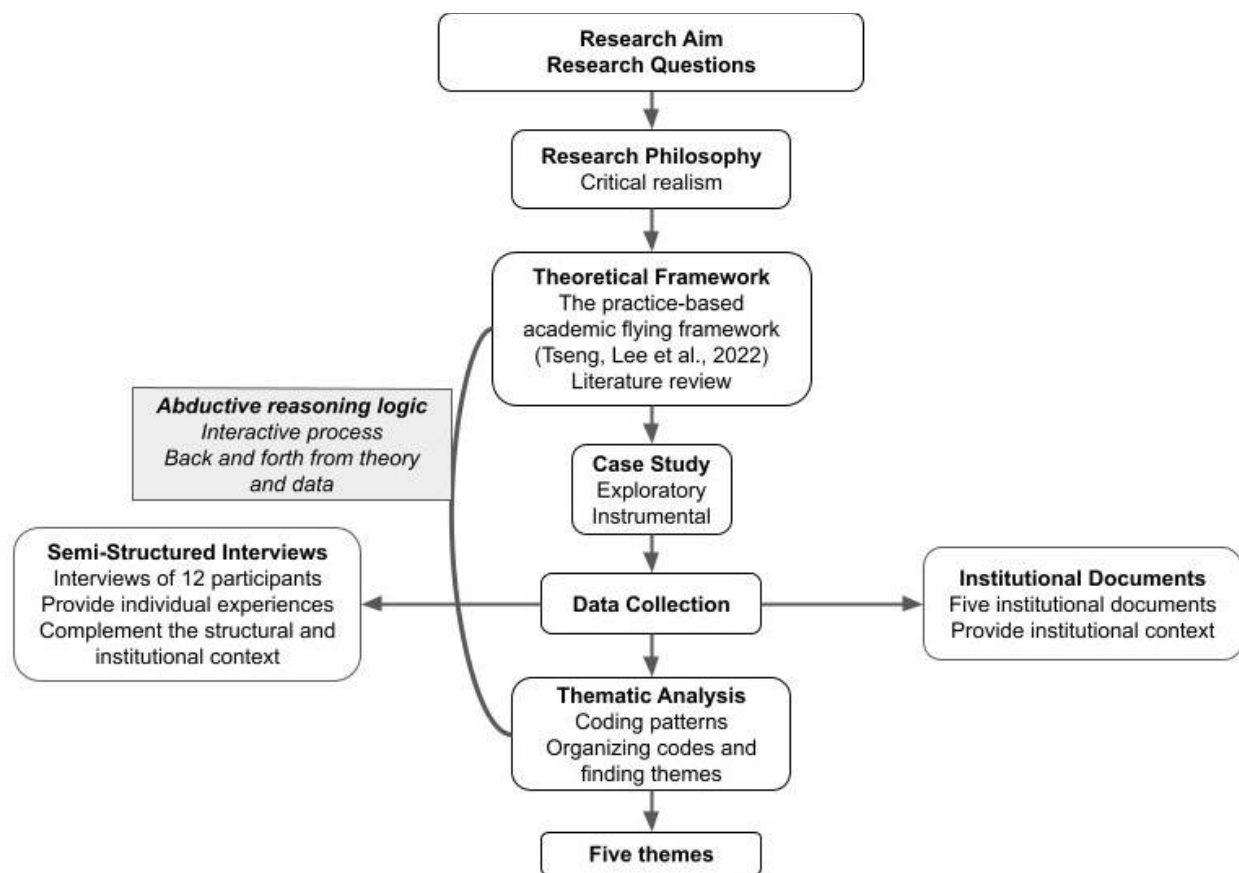 Research Aim
Research Questions
Research Philosophy
Critical realism
Theoretical Framework
The practice-based
academic flying framework
(Tseng, Lee et al., 2022)
Literature review
Abductive reasoning logic
Interactive process
Back and forth from theory
and data
Case Study
Exploratory
Instrumental
Semi-Structured Interviews
Interviews of 12 participants
Provide individual experiences
Complement the structural and
institutional context
Data Collection
Institutional Documents
Five institutional documents
Provide institutional context
Thematic Analysis
Coding patterns
Organizing codes and
finding themes
Five themes